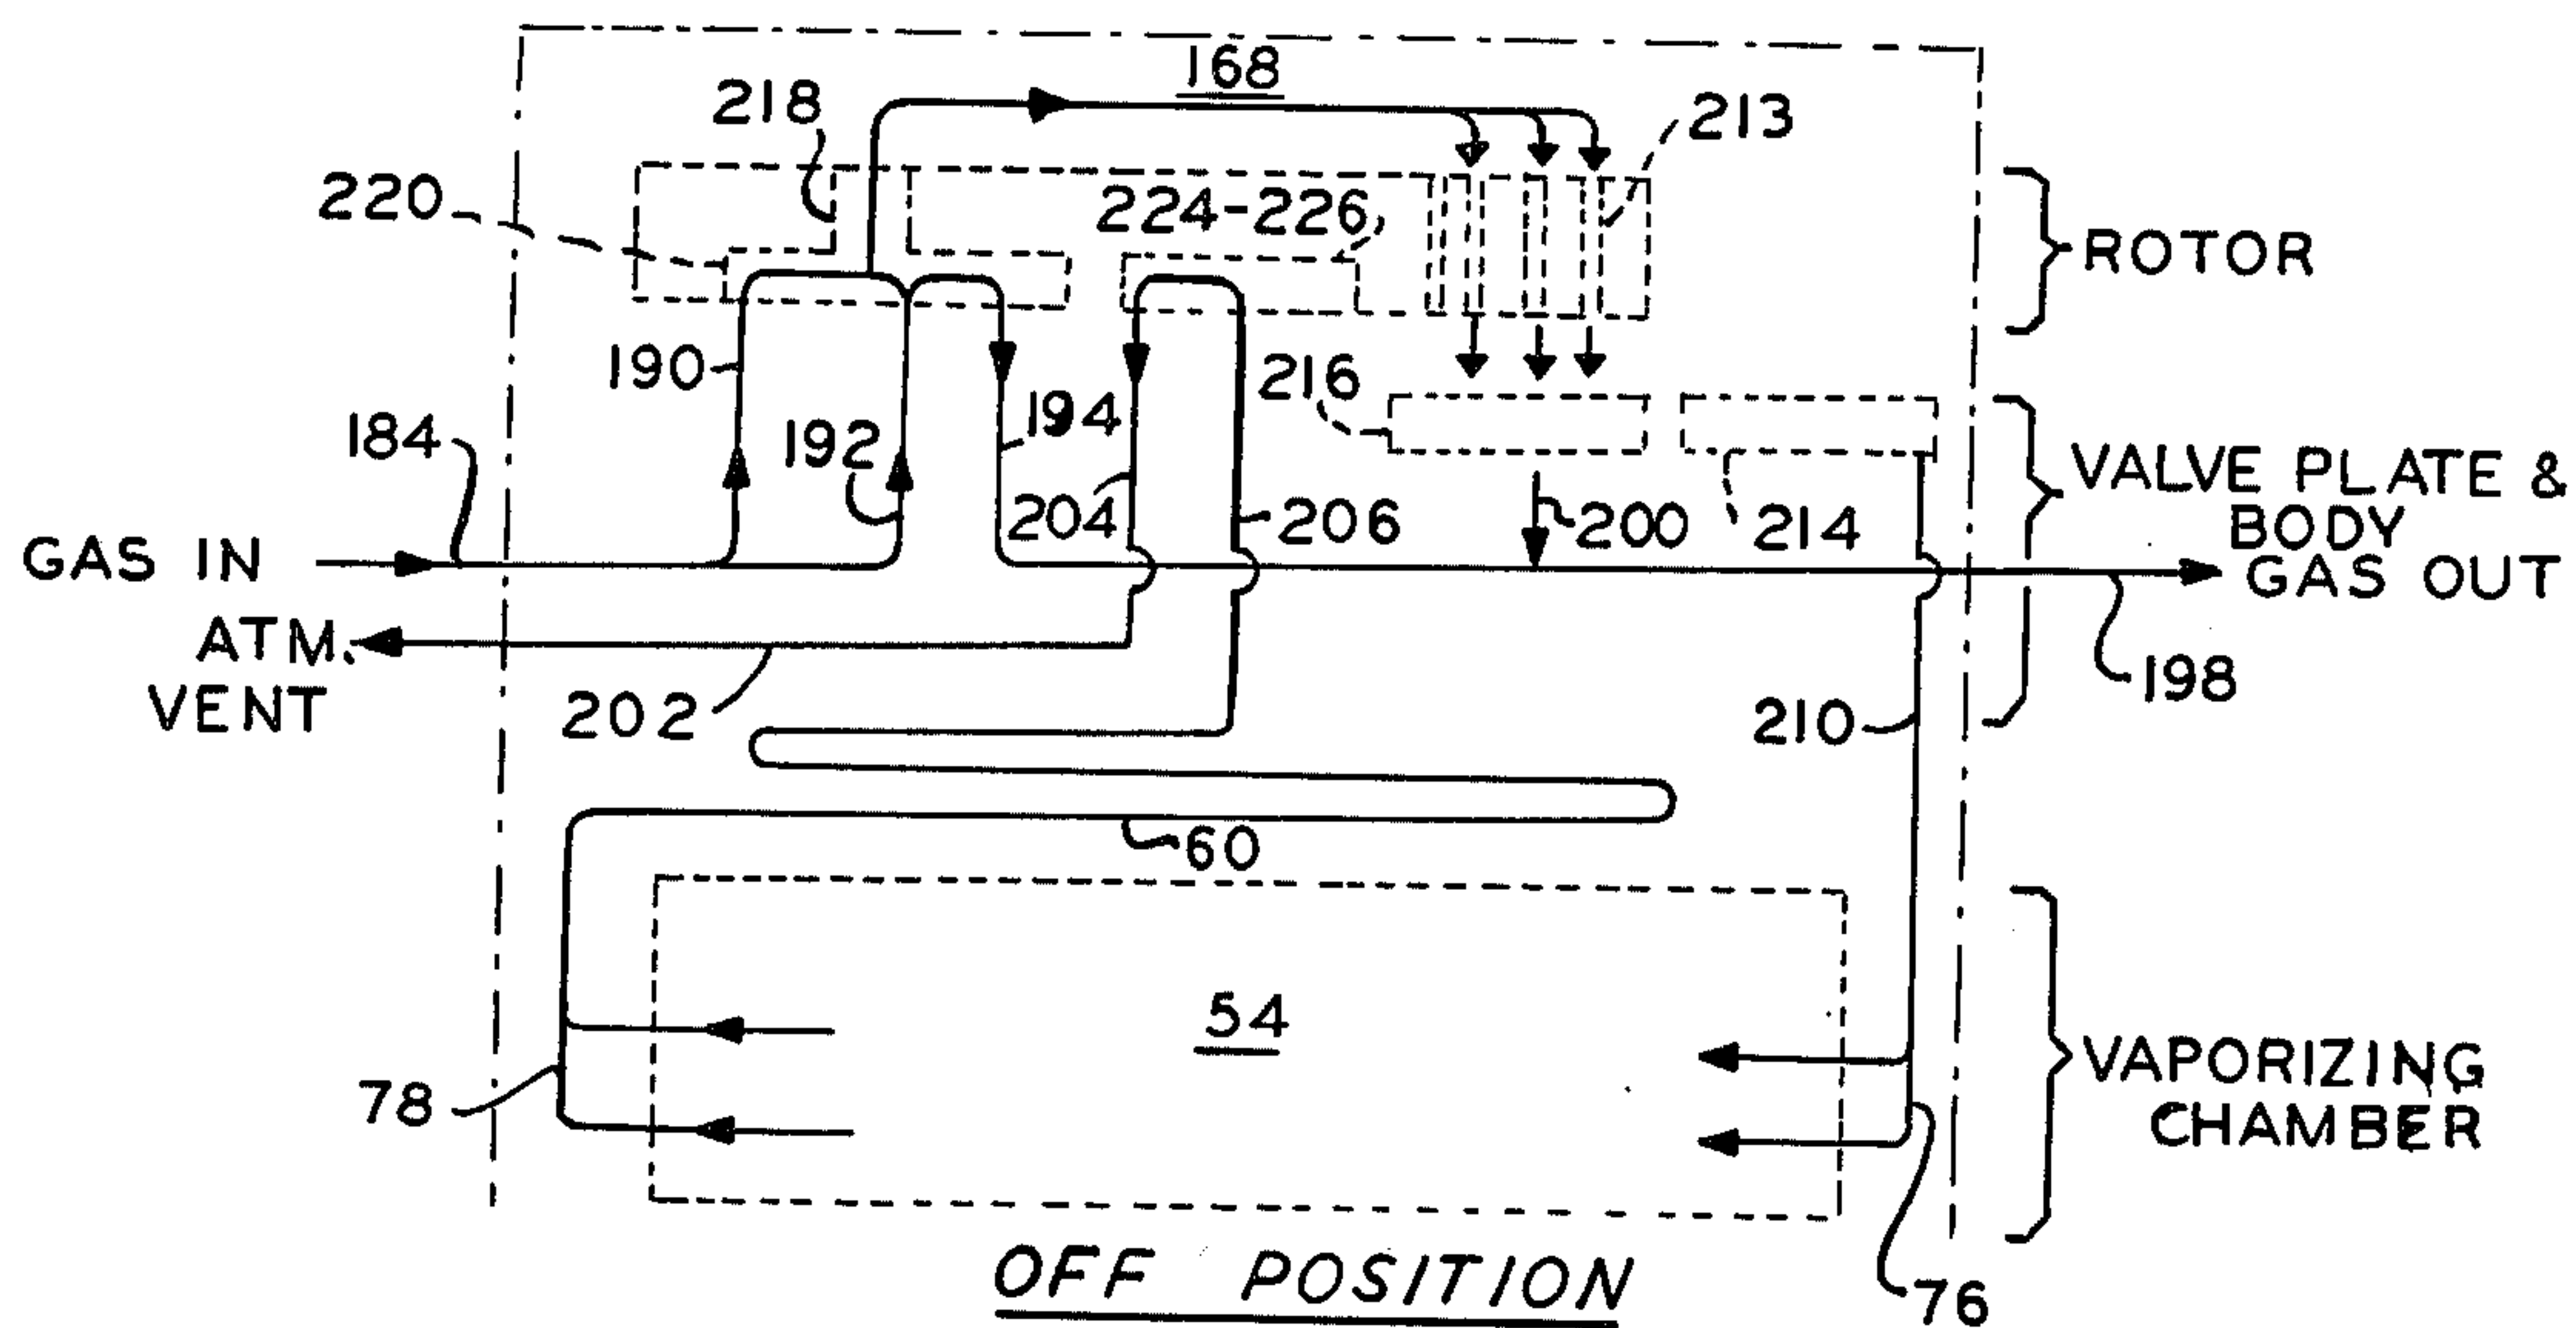 168
218
213
220
224-226
ROTOR
190
216
194
184
192
204
206
200
214
VALVE PLATE &
BODY
GAS IN
GAS OUT
ATM.
VENT
198
202
210
60
54
VAPORIZING
CHAMBER
78
76
OFF POSITION